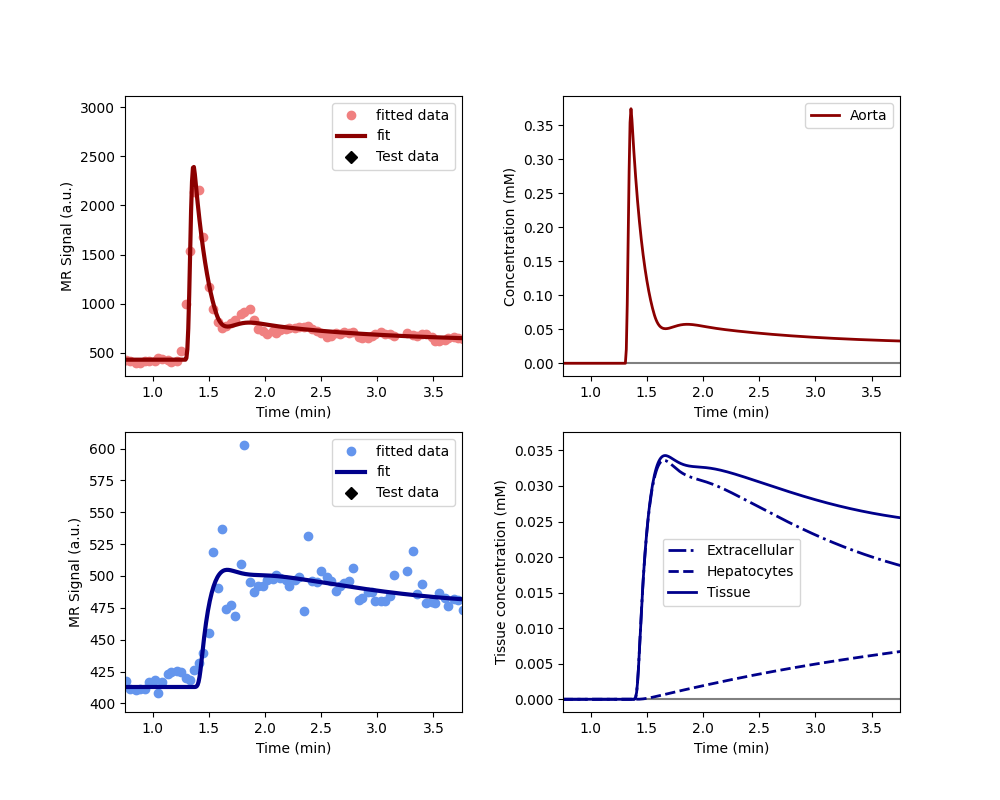 3000
2500
2000
1500
1000
500
MR Signal (a.u.)
1.0 1.5 2.0 2.5 3.0 3.5
Time (min)
fitted data
fit
Test data
0.35
0.30
0.25
0.20
0.15
0.10
0.05
0.00
Concentration (mM)
1.0 1.5 2.0 2.5 3.0 3.5
Time (min)
Aorta
600
575
550
525
500
475
450
425
400
MR Signal (a.u.)
1.0 1.5 2.0 2.5 3.0 3.5
Time (min)
fitted data
fit
Test data
0.035
0.030
0.025
0.020
0.015
0.010
0.005
0.000
Tissue concentration (mM)
1.0 1.5 2.0 2.5 3.0 3.5
Time (min)
Extracellular
Hepatocytes
Tissue